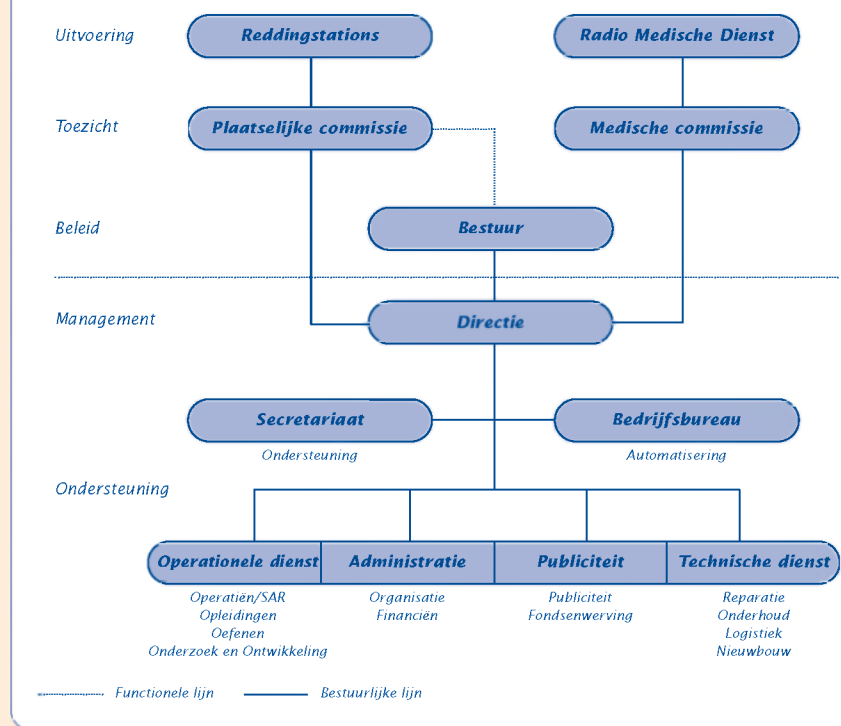 Uitvoering
Reddingstations
Radio Medische Dienst
Toezicht
Plaatselijke commissie
Medische commissie
Beleid
Bestuur
Management
Directie
Secretariaat
Bedrijfsbureau
Ondersteuning
Automatisering
Ondersteuning
Operationele dienst
Administratie
Publiciteit
Technische dienst
Operatiën/SAR
Opleidingen
Oefenen
Onderzoek en Ontwikkeling
Organisatie
Financiën
Publiciteit
Fondsenwerving
Reparatie
Onderhoud
Logistiek
Nieuwbouw
Functionele lijn
Bestuurlijke lijn